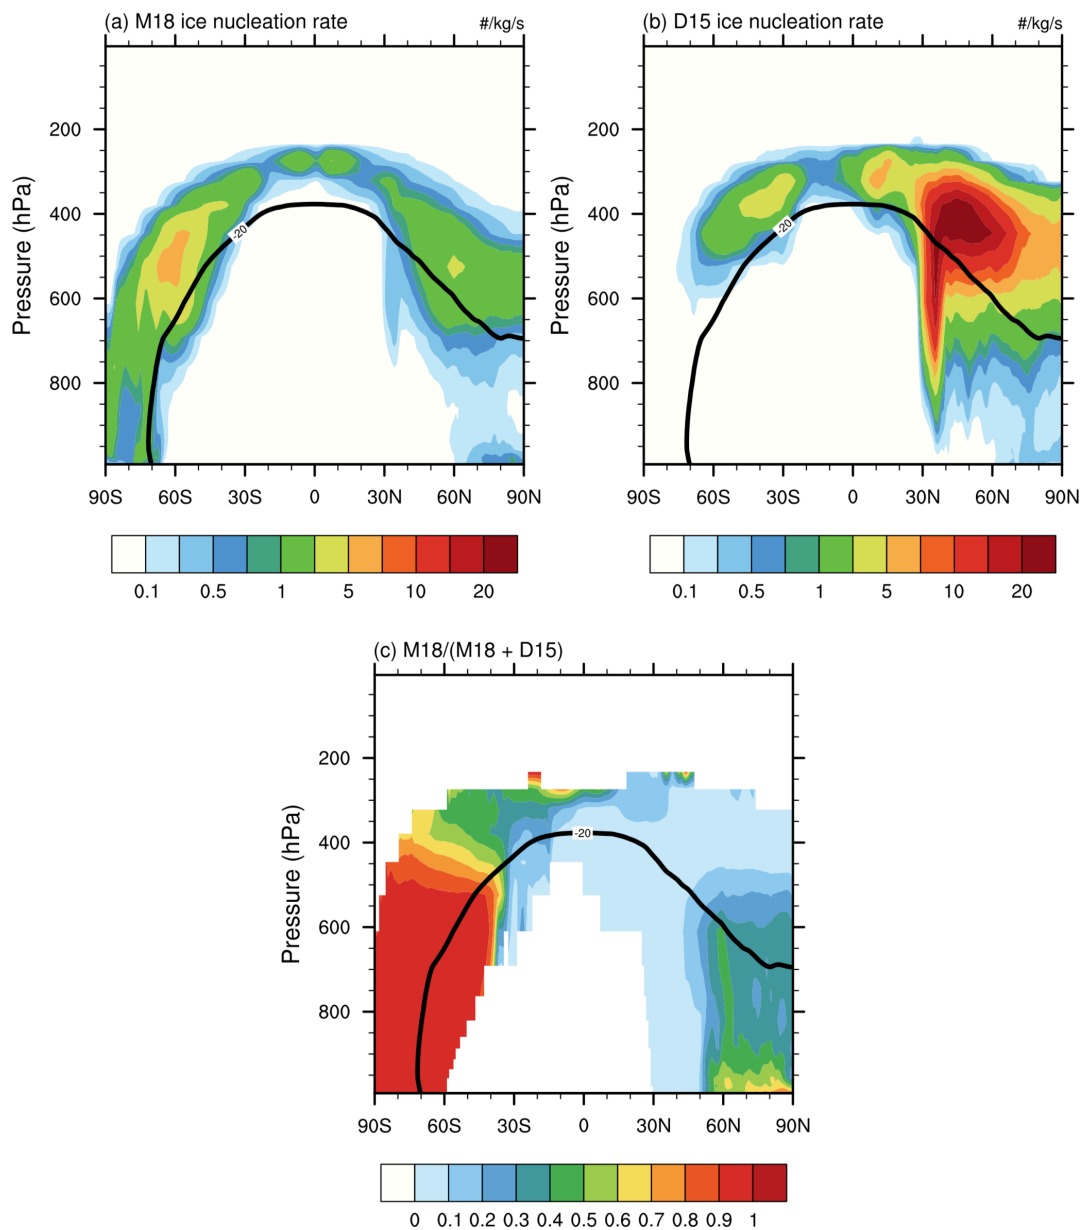 (a) M18 ice nucleation rate #/kg/s
(b) D15 ice nucleation rate #/kg/s
Pressure (hPa)
200
400
600
800
-20
90S 60S 30S 0 30N 60N 90N
0.1 0.5 1 5 10 20
Pressure (hPa)
200
400
600
800
-20
90S 60S 30S 0 30N 60N 90N
0.1 0.5 1 5 10 20
(c) M18/(M18 + D15)
Pressure (hPa)
200
400
600
800
-20
90S 60S 30S 0 30N 60N 90N
0 0.1 0.2 0.3 0.4 0.5 0.6 0.7 0.8 0.9 1